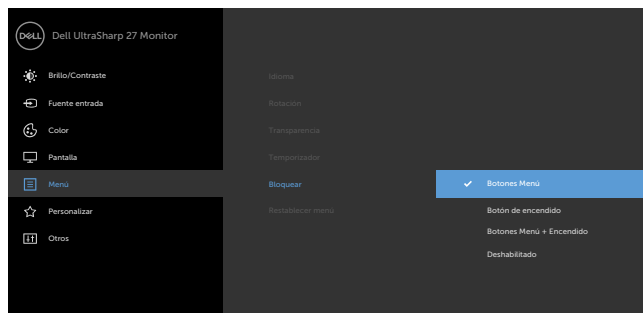 DELL
Dell UltraSharp 27 Monitor
Brillo/Contraste
Idioma
Fuente entrada
Rotación
Color
Transparencia
Pantalla
Temporizador
Menú
Bloquear
Botones Menú
Personalizar
Restablecer menú
Botón de encendido
Botones Menú + Encendido
Otros
Deshabilitado